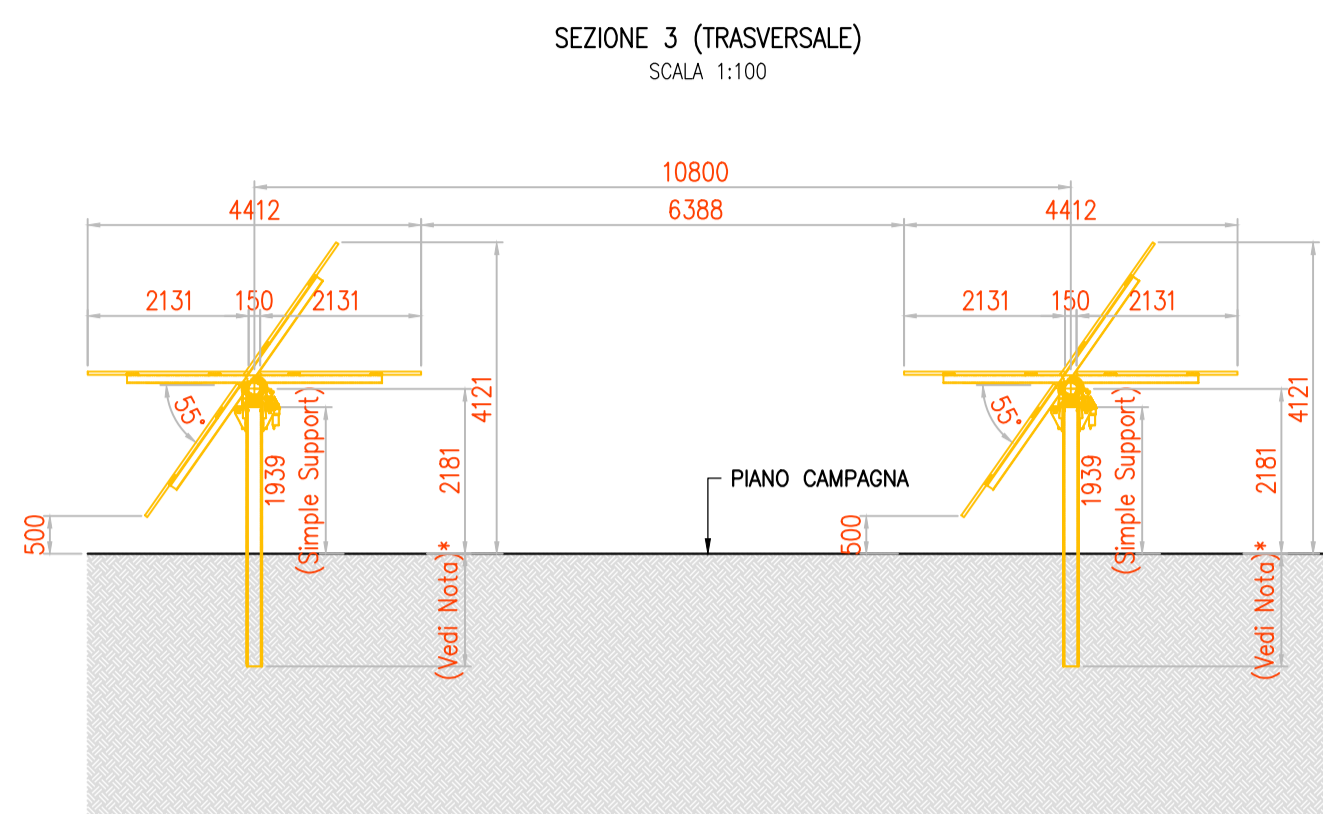 SEZIONE 3 (TRASVERSALE)
SCALA 1:100
10800
4412
6388
4412
2131
150
2131
2131
150
2131
55°
4121
55°
4121
1939
(Simple Support)
2181
1939
(Simple Support)
2181
PIANO CAMPAGNA
500
500
(Vedi Nota)*
(Vedi Nota)*